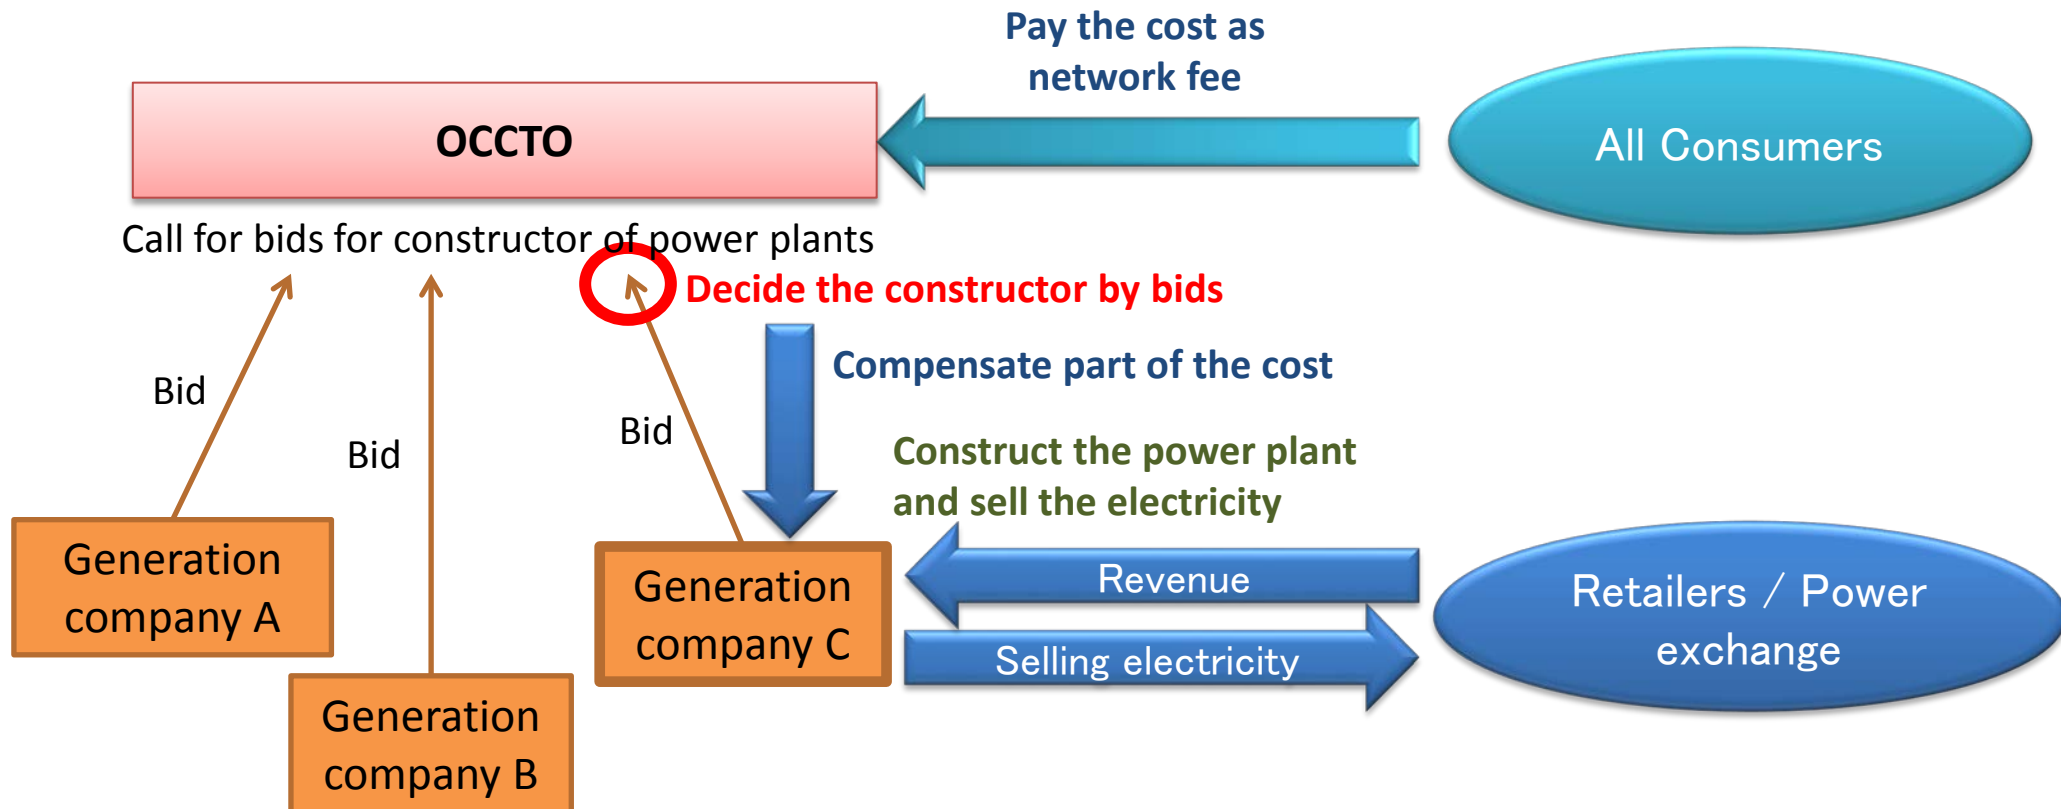 Pay the cost as
network fee
OCCTO
All Consumers
Call for bids for constructor of power plants
Decide the constructor by bids
Compensate part of the cost
Bid
Bid
Bid
Construct the power plant
and sell the electricity
Generation
company A
Generation
company B
Generation
company C
Revenue
Selling electricity
Retailers / Power
exchange